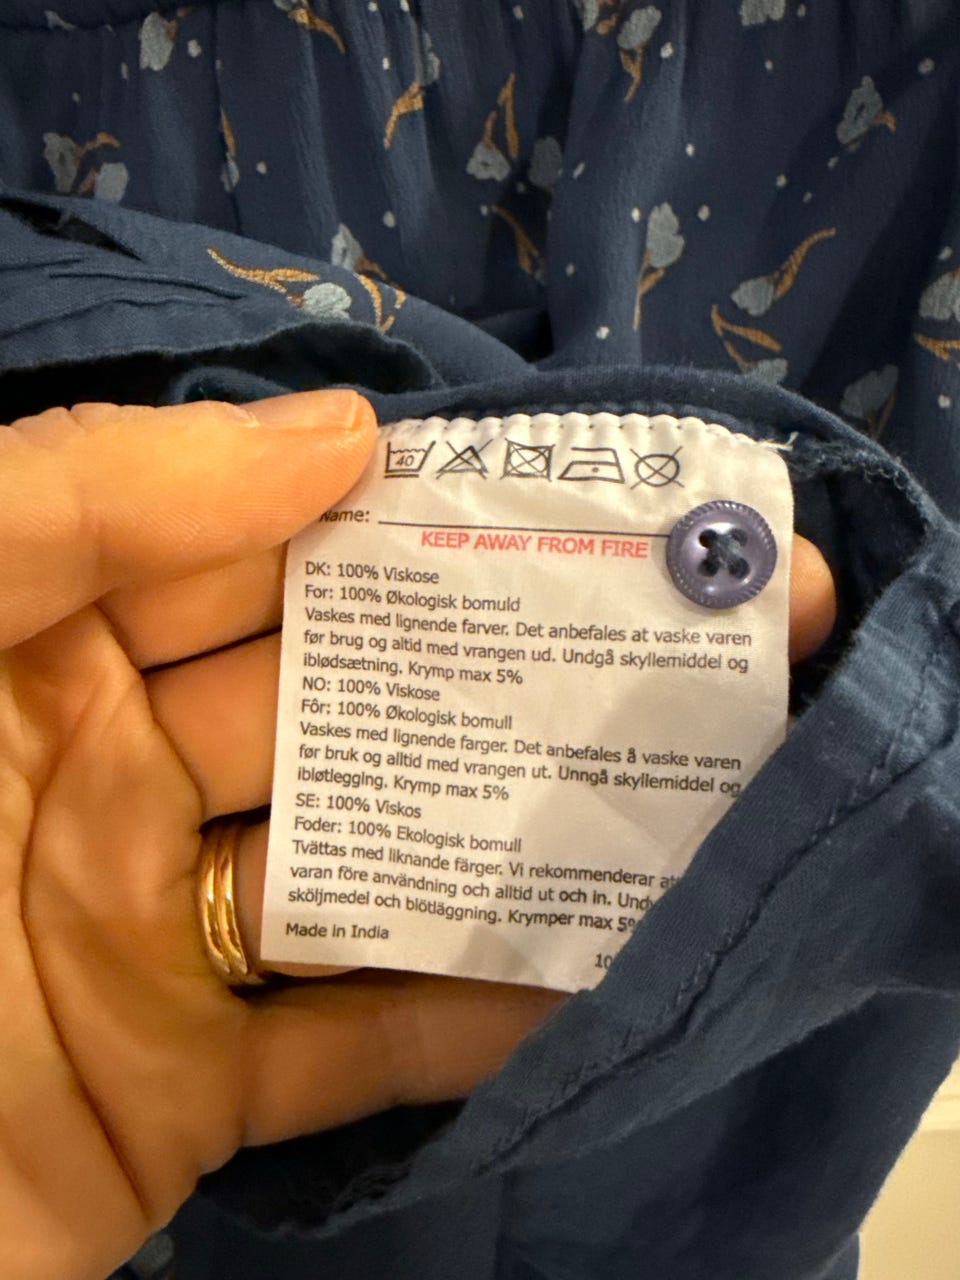 40
Name:
KEEP AWAY FROM FIRE
DK: 100% Viskose
For: 100% Økologisk bomuld
Vaskes med lignende farver. Det anbefales at vaske varen
før brug og altid med vrangen ud. Undgå skyllemiddel og
iblødsætning. Krymp max 5%
NO: 100% Viskose
Fôr: 100% Økologisk bomull
Vaskes med lignende farger. Det anbefales å vaske varen
før bruk og alltid med vrangen ut. Unngå skyllemiddel og
ibløtlegging. Krymp max 5%
SE: 100% Viskos
Foder: 100% Ekologisk bomull
Tvättas med liknande färger. Vi rekommenderar
varan före användning och alltid ut och in.
sköljmedel och blötläggning. Krymper max
Made in India